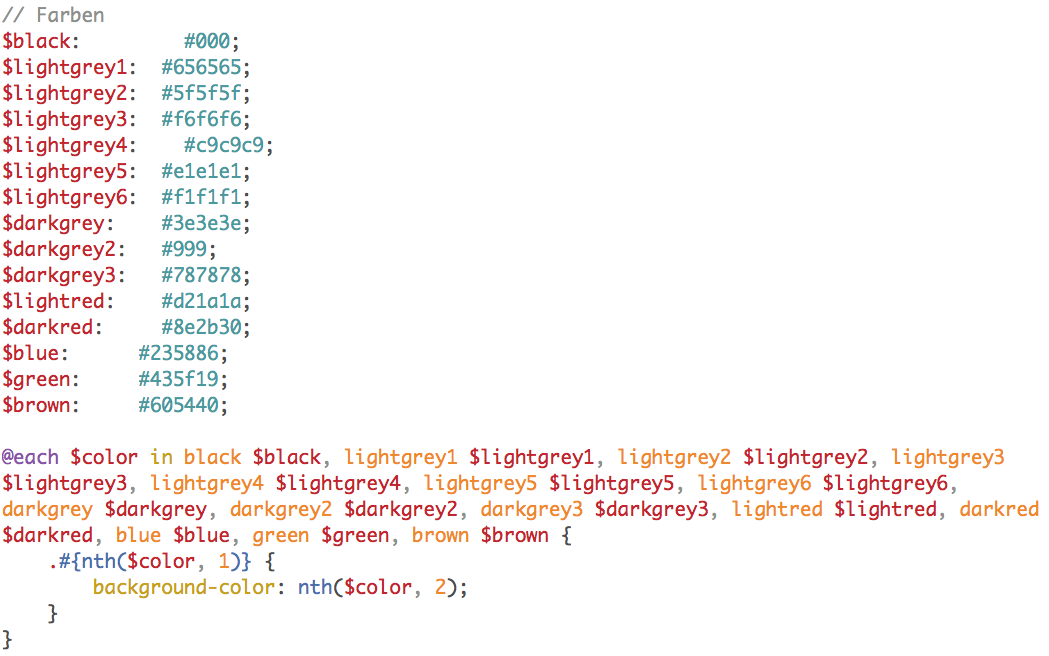 // Farben
$black:         #000;
$lightgrey1:  #656565;
$lightgrey2:  #5f5f5f;
$lightgrey3:  #f6f6f6;
$lightgrey4:    #c9c9c9;
$lightgrey5:  #e1e1e1;
$lightgrey6:  #f1f1f1;
$darkgrey:    #3e3e3e;
$darkgrey2:   #999;
$darkgrey3:   #787878;
$lightred:    #d21a1a;
$darkred:     #8e2b30;
$blue:      #235886;
$green:     #435f19;
$brown:     #605440;

@each $color in black $black, lightgrey1 $lightgrey1, lightgrey2 $lightgrey2, lightgrey3
$lightgrey3, lightgrey4 $lightgrey4, lightgrey5 $lightgrey5, lightgrey6 $lightgrey6,
darkgrey $darkgrey, darkgrey2 $darkgrey2, darkgrey3 $darkgrey3, lightred $lightred, darkred
$darkred, blue $blue, green $green, brown $brown {
    .#{nth($color, 1)} {
        background-color: nth($color, 2);
    }
}